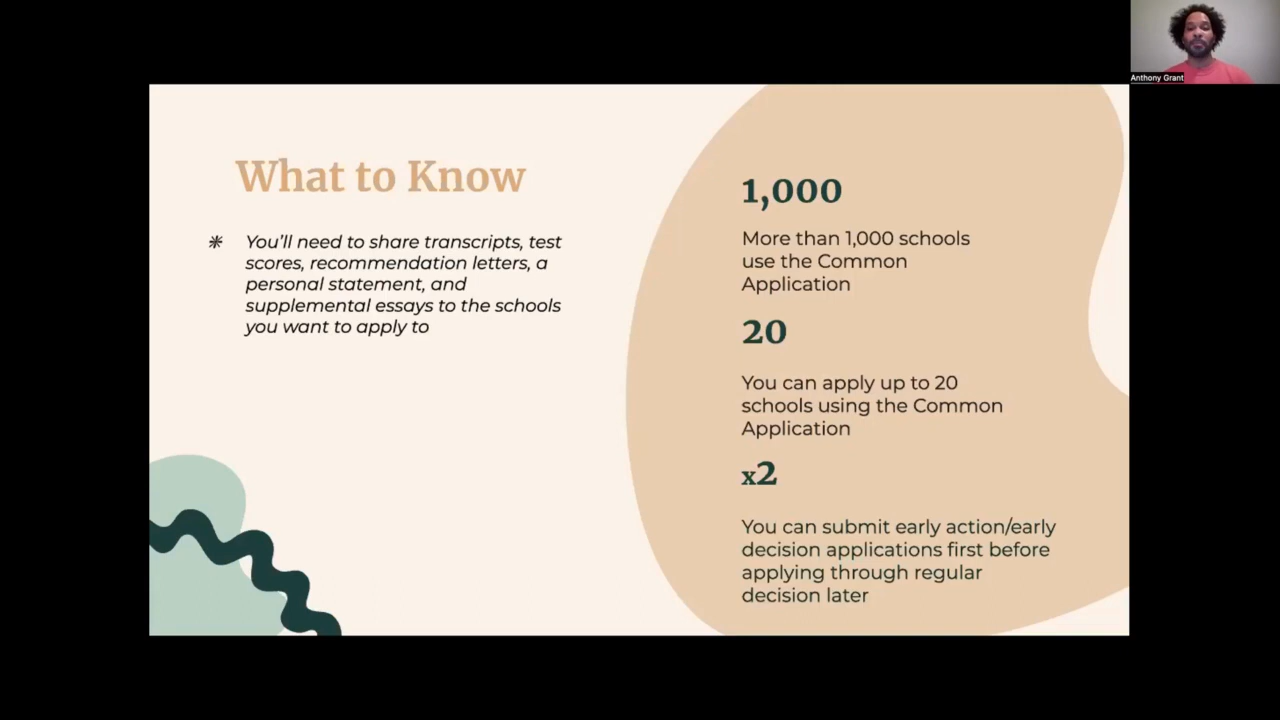 Anthony Grant
What to Know
You'll need to share transcripts, test
scores, recommendation letters, a
personal statement, and
supplemental essays to the schools
you want to apply to
1,000
More than 1,000 schools
use the Common
Application
20
You can apply up to 20
schools using the Common
Application
x2
You can submit early action/early
decision applications first before
applying through regular
decision later